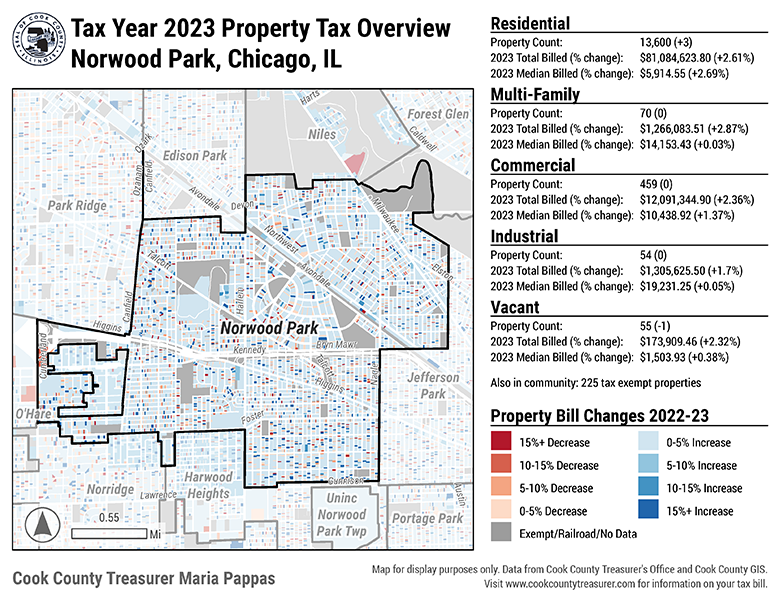 Tax Year 2023 Property Tax Overview
Norwood Park, Chicago, IL
Residential
Property Count: 13,600 (+3)
2023 Total Billed (% change): $81,084,623.80 (+2.61%)
2023 Median Billed (% change): $5,914.55 (+2.69%)
Multi-Family
Property Count: 70 (0)
2023 Total Billed (% change): $1,266,083.51 (+2.87%)
2023 Median Billed (% change): $14,153.43 (+0.03%)
Commercial
Property Count: 459 (0)
2023 Total Billed (% change): $12,091,344.90 (+2.36%)
2023 Median Billed (% change): $10,438.92 (+1.37%)
Industrial
Property Count: 54 (0)
2023 Total Billed (% change): $1,305,625.50 (+1.7%)
2023 Median Billed (% change): $19,231.25 (+0.05%)
Vacant
Property Count: 55 (-1)
2023 Total Billed (% change): $173,909.46 (+2.32%)
2023 Median Billed (% change): $1,503.93 (+0.38%)
Also in community: 225 tax exempt properties
Property Bill Changes 2022-23
15%+ Decrease
10-15% Decrease
5-10% Decrease
0-5% Decrease
Exempt/Railroad/No Data
0-5% Increase
5-10% Increase
10-15% Increase
15%+ Increase
Harts
Forest Glen
Niles
Caldwell
Ozark
Edison Park
Ozanam
Canfield
Avondale
Devon
Park Ridge
Milwaukee
Northwest
Avondale
Elston
Talcott
Canfield
Harlem
Norwood Park
Higgins
Kennedy
Bryn Mawr
Cumberland
Talcott
Higgins
Nagle
Jefferson
Park
O'Hare
Foster
Gunnison
Norridge
Lawrence
Harwood
Heights
Uninc
Norwood
Park Twp
Portage Park
Austin
0.55
Mi
Cook County Treasurer Maria Pappas
Map for display purposes only. Data from Cook County Treasurer's Office and Cook County GIS.
Visit www.cookcountytreasurer.com for information on your tax bill.